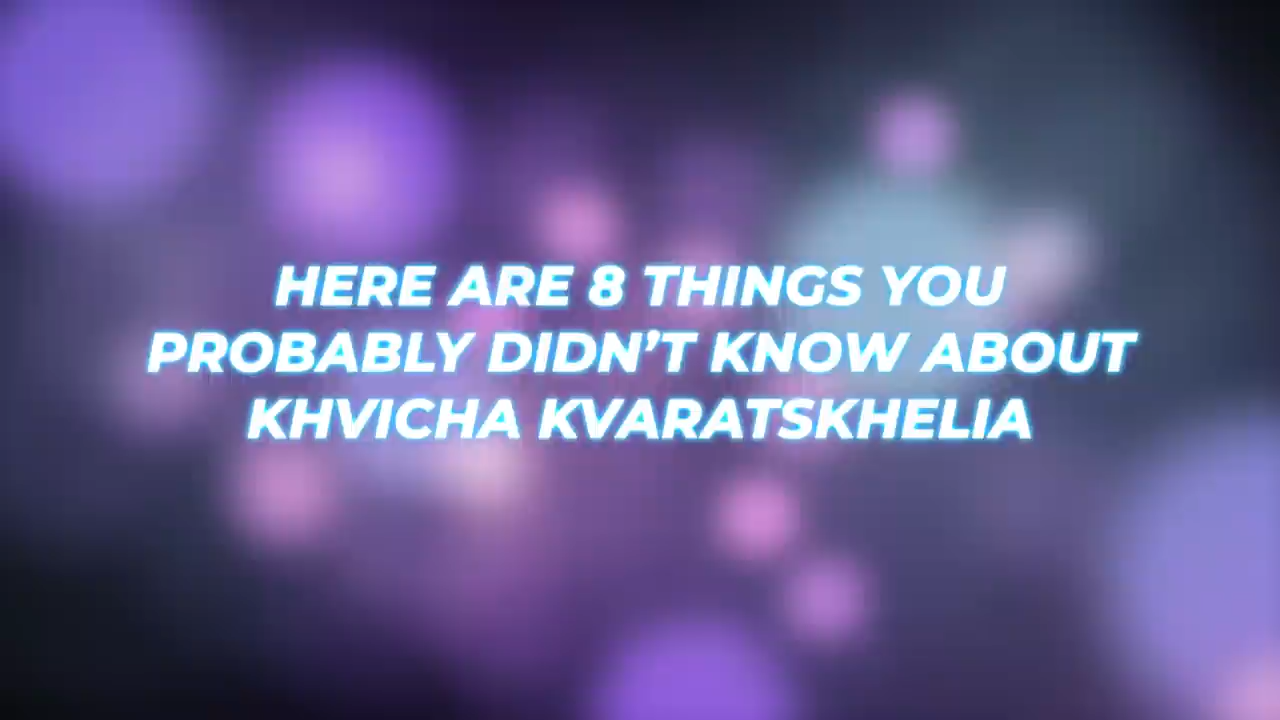 HERE ARE 8 THINGS YOU
PROBABLY DIDN’T KNOW ABOUT
KHVICHA KVARATSKHELIA